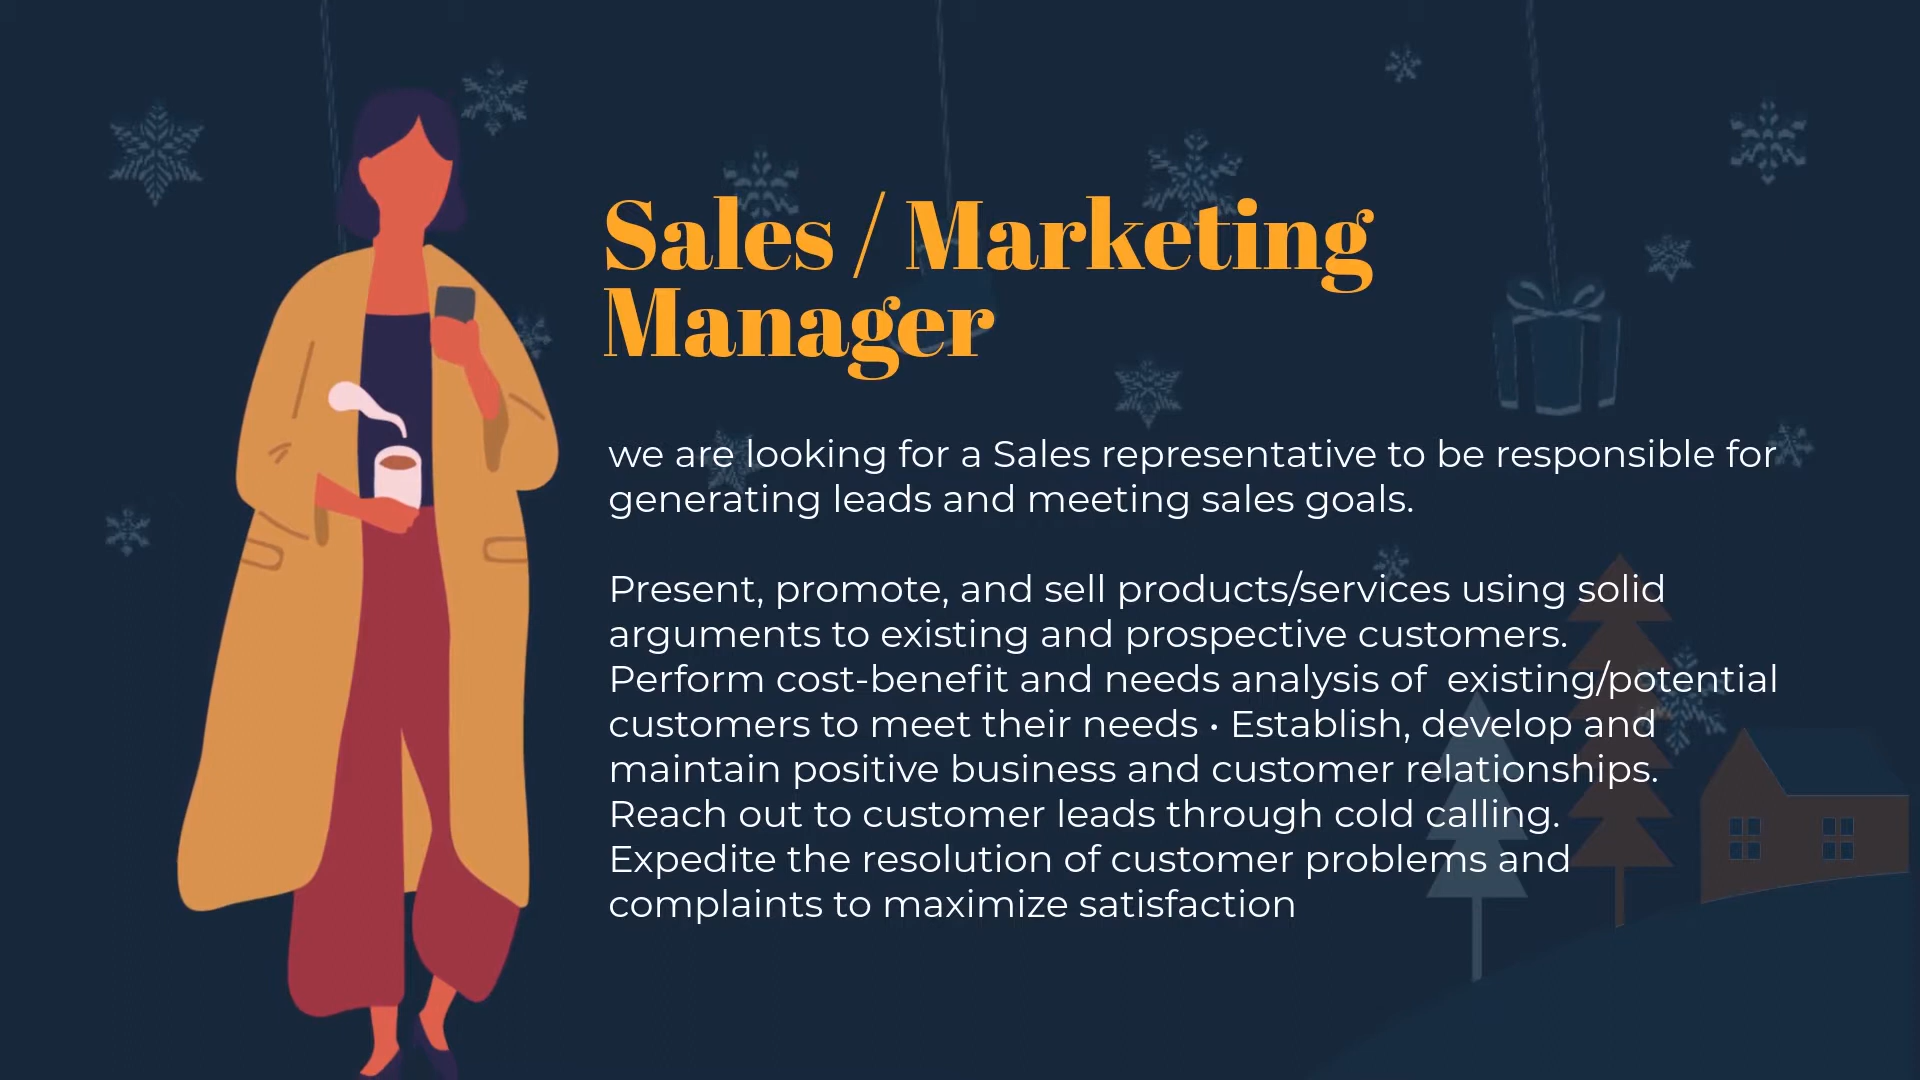 Sales / Marketing
Manager
we are looking for a Sales representative to be responsible for
generating leads and meeting sales goals.
Present, promote, and sell products/services using solid
arguments to existing and prospective customers.
Perform cost-benefit and needs analysis of  existing/potential
customers to meet their needs • Establish, develop and
maintain positive business and customer relationships.
Reach out to customer leads through cold calling.
Expedite the resolution of customer problems and
complaints to maximize satisfaction